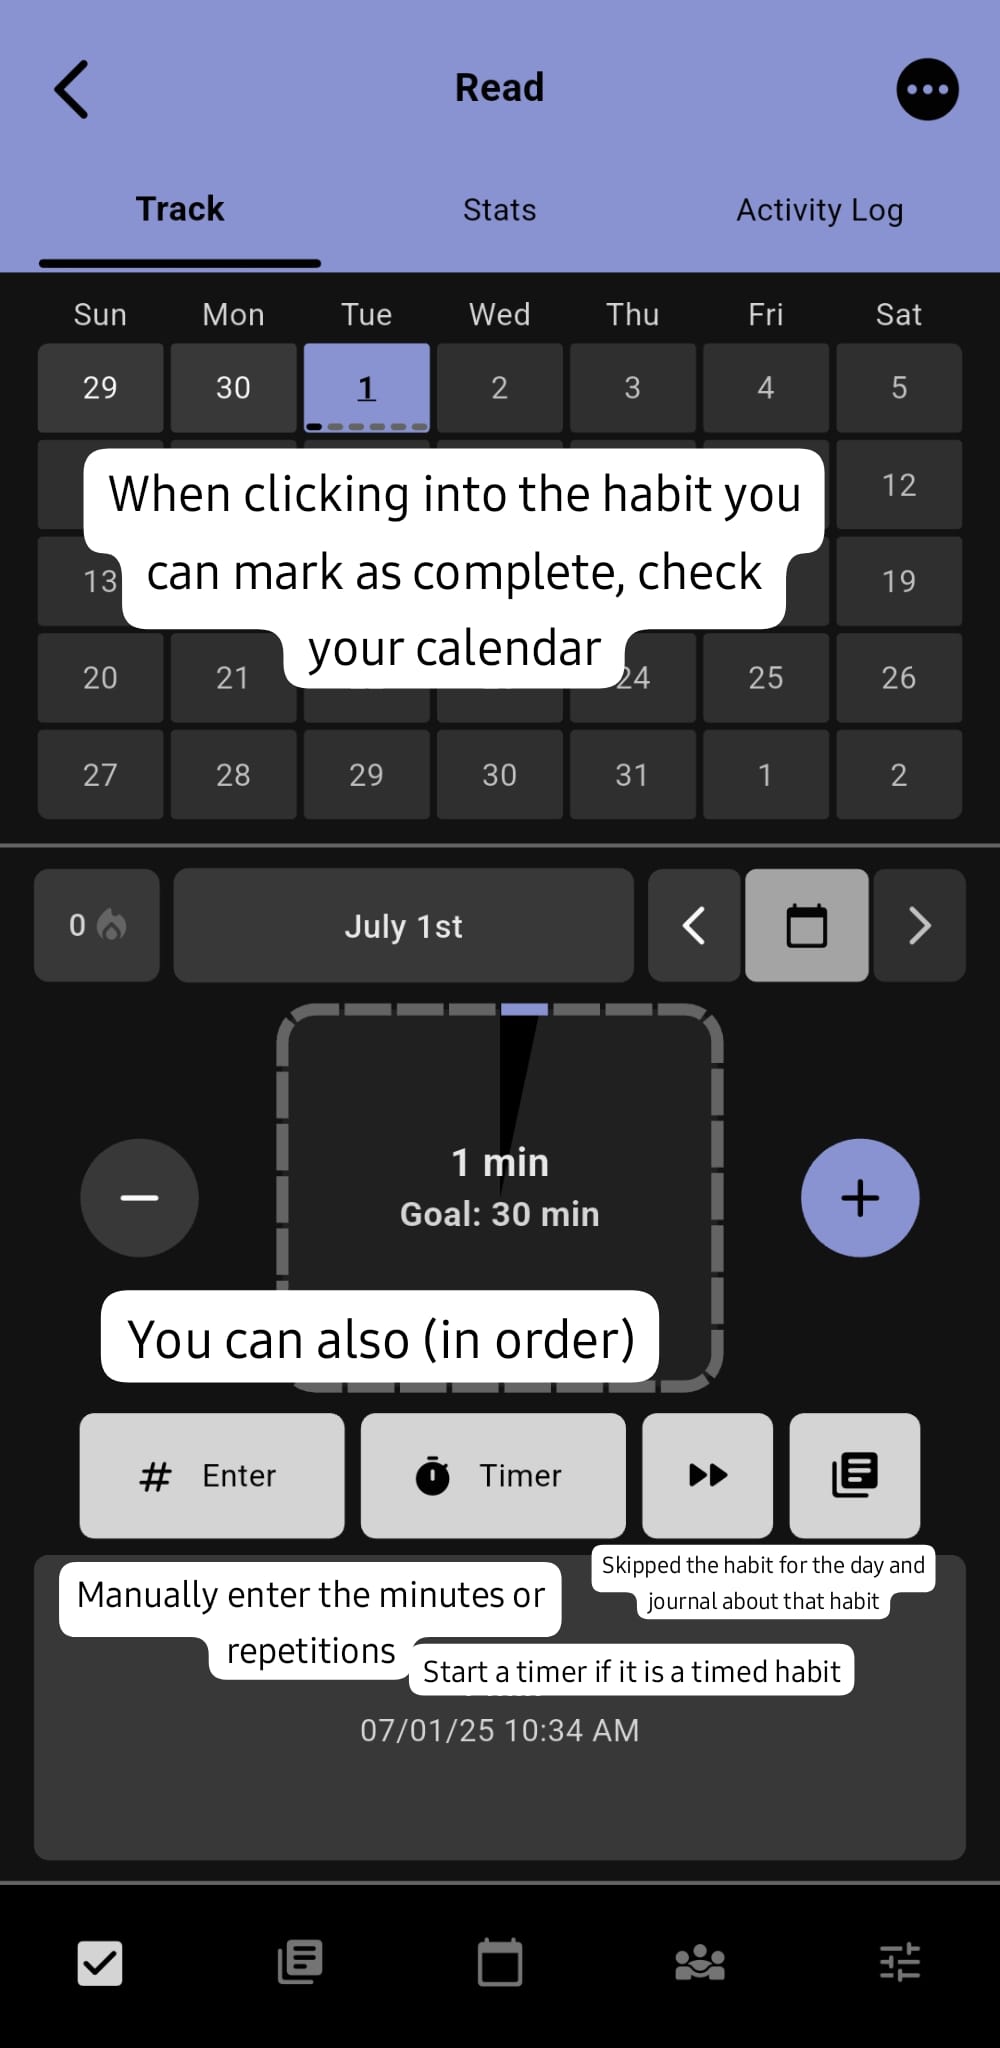 Read
Track Stats Activity Log
Sun Mon Tue Wed Thu Fri Sat
29 30 1 2 3 4 5
When clicking into the habit you
12
can mark as complete, check
13 19
your calendar
20 21 24 25 26
27 28 29 30 31 1 2
0 July 1st
1 min
Goal: 30 min
You can also (in order)
# Enter Timer
Skipped the habit for the day and
journal about that habit
Manually enter the minutes or
repetitions
Start a timer if it is a timed habit
07/01/25 10:34 AM